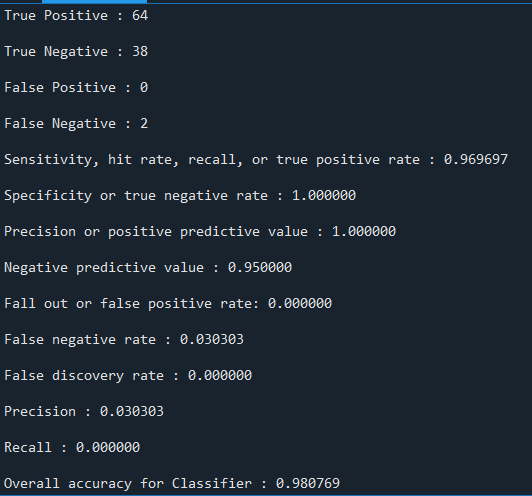 True Positive : 64
True Negative : 38
False Positive : 0
False Negative : 2
Sensitivity, hit rate, recall, or true positive rate : 0.969697
Specificity or true negative rate : 1.000000
Precision or positive predictive value : 1.000000
Negative predictive value : 0.950000
Fall out or false positive rate: 0.000000
False negative rate : 0.030303
False discovery rate : 0.000000
Precision : 0.030303
Recall : 0.000000
Overall accuracy for Classifier : 0.980769